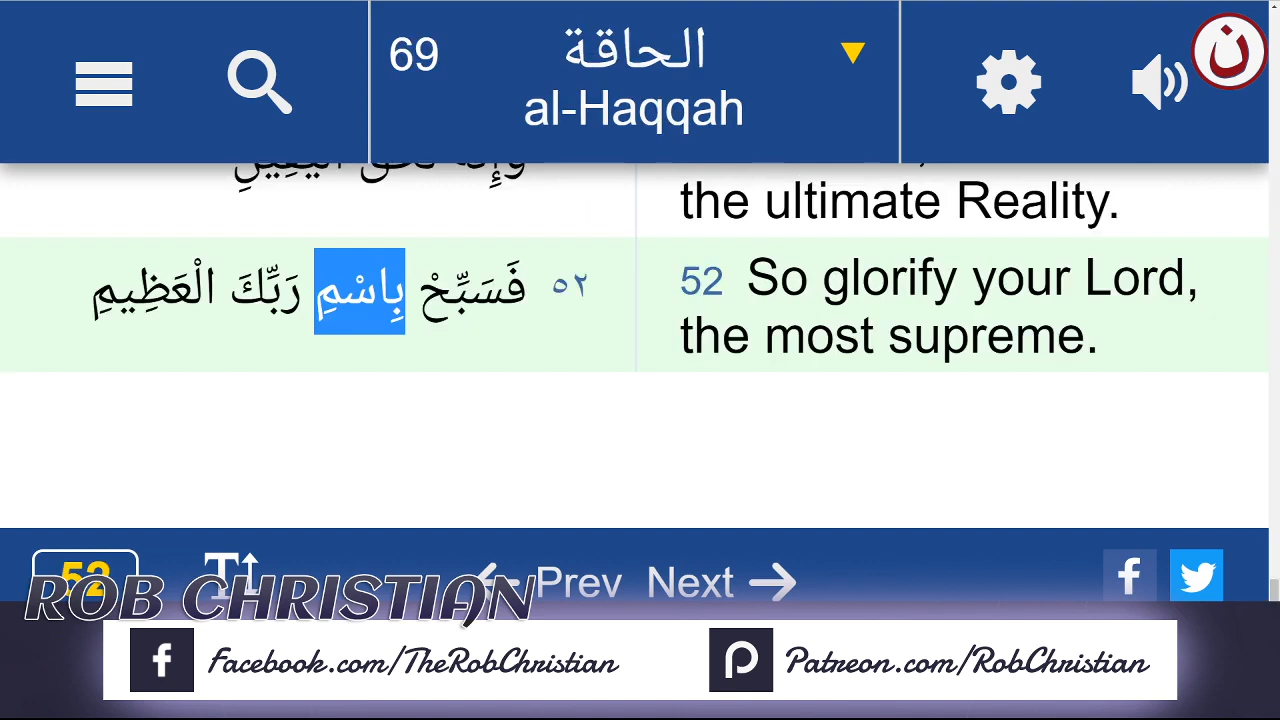 69
الحاقة
al-Haqqah
ن
the ultimate Reality.
٥٢ فَسَبِّحْ بِاسْمِ رَبِّكَ الْعَظِيمِ
52 So glorify your Lord,
the most supreme.
52
Prev Next
ROB CHRISTIAN
Facebook.com/TheRobChristian
Patreon.com/RobChristian